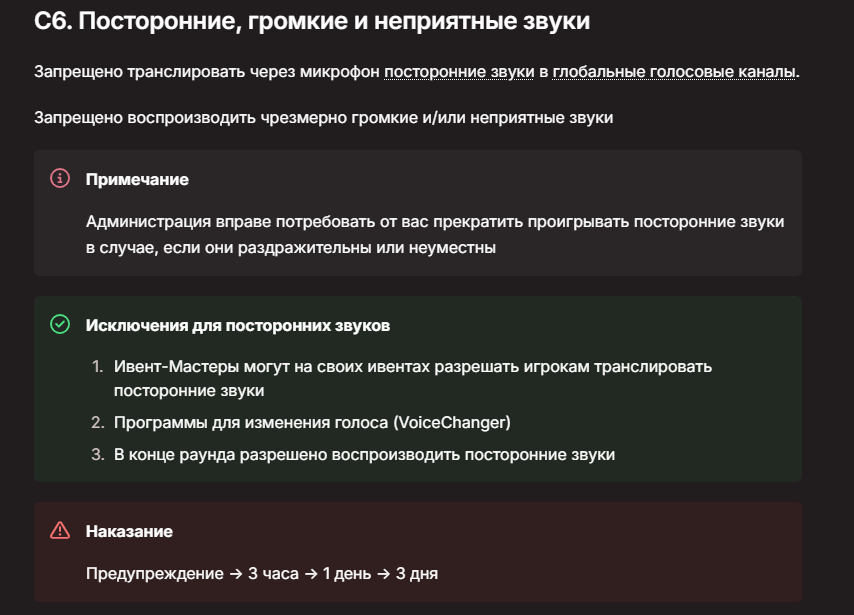 С6. Посторонние, громкие и неприятные звуки
Запрещено транслировать через микрофон посторонние звуки в глобальные голосовые каналы.
Запрещено воспроизводить чрезмерно громкие и/или неприятные звуки
Примечание
Администрация вправе потребовать от вас прекратить проигрывать посторонние звуки
в случае, если они раздражительны или неуместны
Исключения для посторонних звуков
1. Ивент-Мастеры могут на своих ивентах разрешать игрокам транслировать
посторонние звуки
2. Программы для изменения голоса (VoiceChanger)
3. В конце раунда разрешено воспроизводить посторонние звуки
Наказание
Предупреждение → 3 часа → 1 день → 3 дня